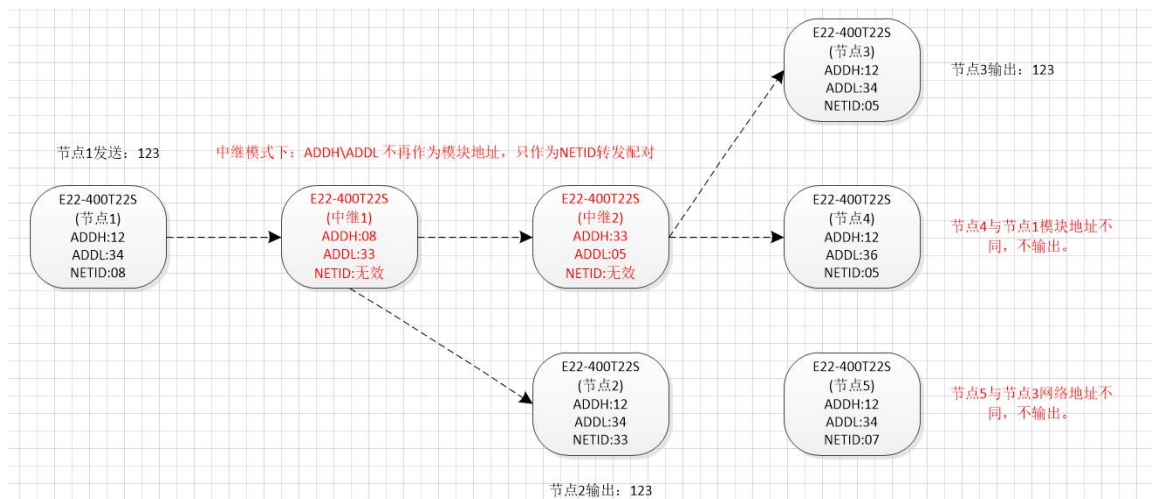 E22-400T22S
(节点3)
ADDH:12
ADDL:34
NETID:05
节点3输出：123
节点1发送：123
中继模式下：ADDH\ADDL 不再作为模块地址，只作为NETID转发配对
E22-400T22S
(节点1)
ADDH:12
ADDL:34
NETID:08
E22-400T22S
(中继1)
ADDH:08
ADDL:33
NETID:无效
E22-400T22S
(中继2)
ADDH:33
ADDL:05
NETID:无效
E22-400T22S
(节点4)
ADDH:12
ADDL:36
NETID:05
节点4与节点1模块地址不
同，不输出。
E22-400T22S
(节点2)
ADDH:12
ADDL:34
NETID:33
E22-400T22S
(节点5)
ADDH:12
ADDL:34
NETID:07
节点5与节点3网络地址不
同，不输出。
节点2输出：123